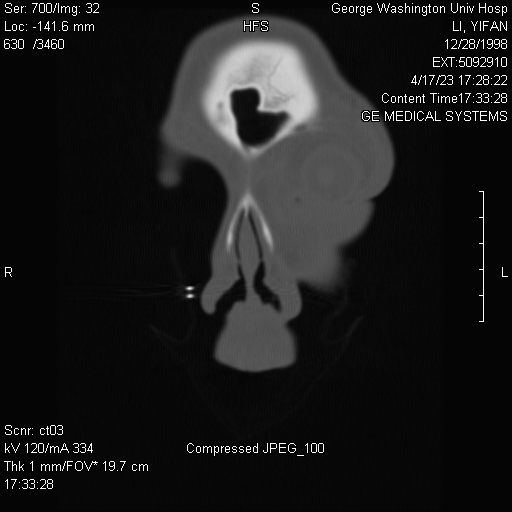 Ser: 700/Img: 32
Loc: -141.6 mm
630 /3460
S
HFS
George Washington Univ Hosp
LI, YIFAN
12/28/1998
EXT:5092910
4/17/23 17:28:22
Content Time17:33:28
GE MEDICAL SYSTEMS
R
L
Scnr: ct03
kV 120/mA 334
Thk 1 mm/FOV* 19.7 cm
17:33:28
Compressed JPEG_100